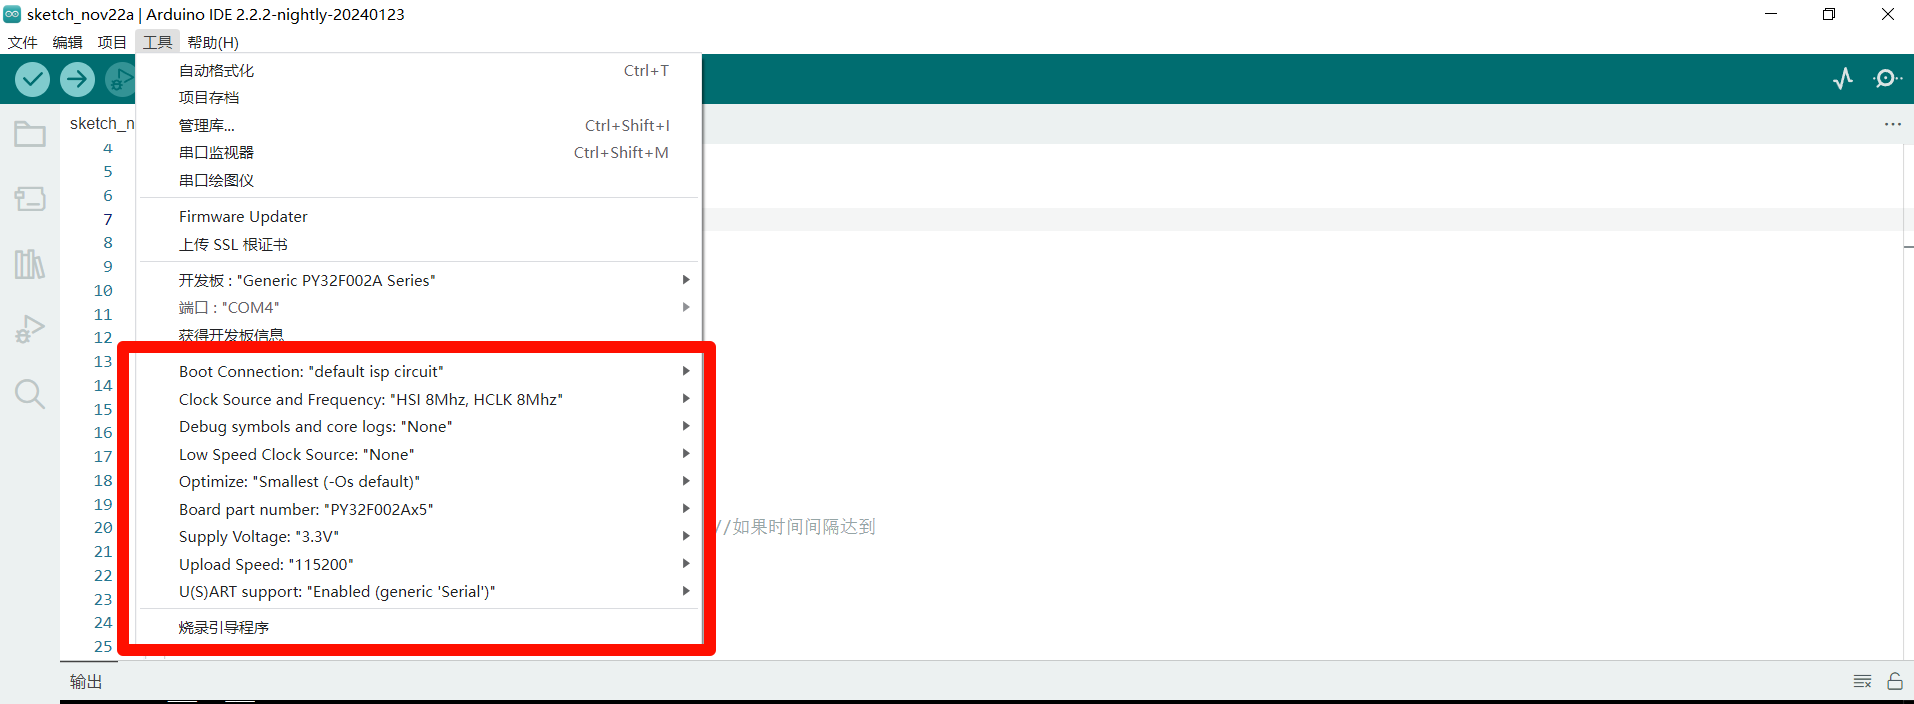 sketch_nov22a | Arduino IDE 2.2.2-nightly-20240123
文件 编辑 项目 工具 帮助(H)
自动格式化 Ctrl+T
项目存档
管理库... Ctrl+Shift+I
串口监视器 Ctrl+Shift+M
串口绘图仪
Firmware Updater
上传 SSL 根证书
开发板 : "Generic PY32F002A Series"
端口 : "COM4"
获得开发板信息
Boot Connection: "default isp circuit"
Clock Source and Frequency: "HSI 8Mhz, HCLK 8Mhz"
Debug symbols and core logs: "None"
Low Speed Clock Source: "None"
Optimize: "Smallest (-Os default)"
Board part number: "PY32F002Ax5"
Supply Voltage: "3.3V"
Upload Speed: "115200"
U(S)ART support: "Enabled (generic 'Serial')"
烧录引导程序
sketch_n
4
5
6
7
8
9
10
11
12
13
14
15
16
17
18
19
20 //如果时间间隔达到
21
22
23
24
25
输出